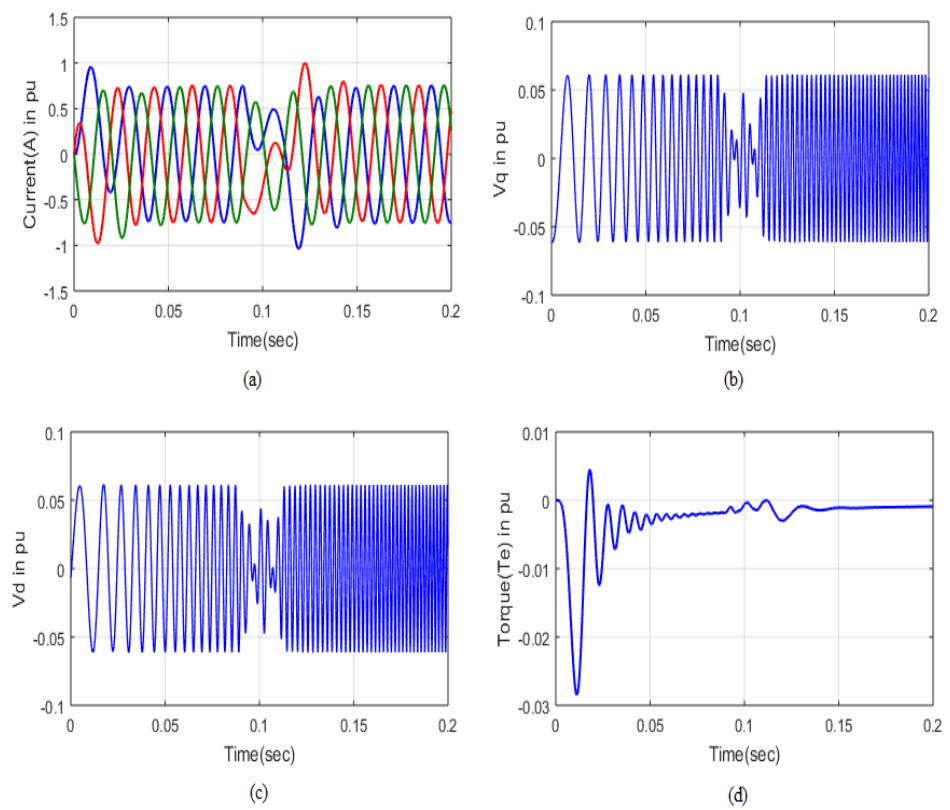 1.5
1
0.5
0
-0.5
-1
-1.5
Current(A) in pu
0 0.05 0.1 0.15 0.2
Time(sec)
(a)
0.1
0.05
0
-0.05
-0.1
Vq in pu
0 0.05 0.1 0.15 0.2
Time(sec)
(b)
0.1
0.05
0
-0.05
-0.1
Vd in pu
0 0.05 0.1 0.15 0.2
Time(sec)
(c)
0.01
0
-0.01
-0.02
-0.03
Torque(Te) in pu
0 0.05 0.1 0.15 0.2
Time(sec)
(d)